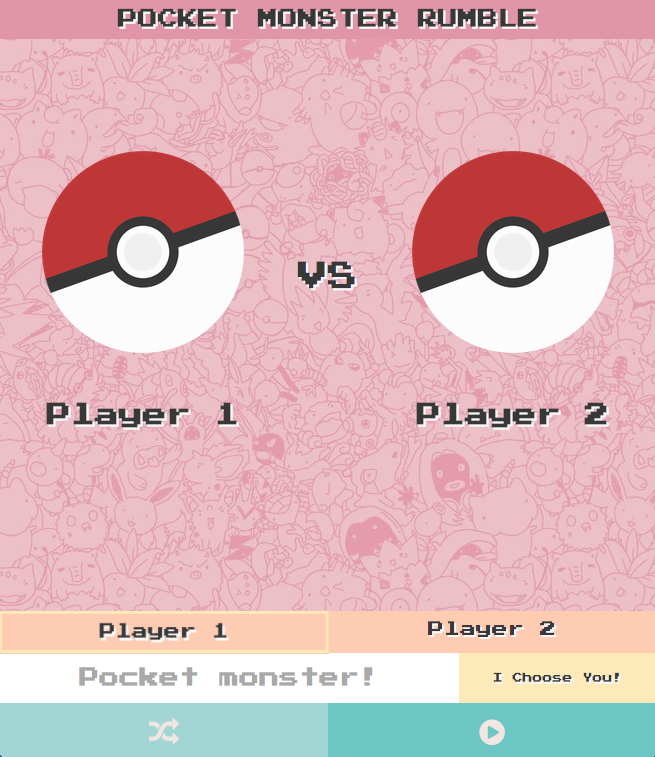 POCKET MONSTER RUMBLE
VS
Player 1
Player 2
Player 1
Player 2
Pocket monster!
I Choose You!